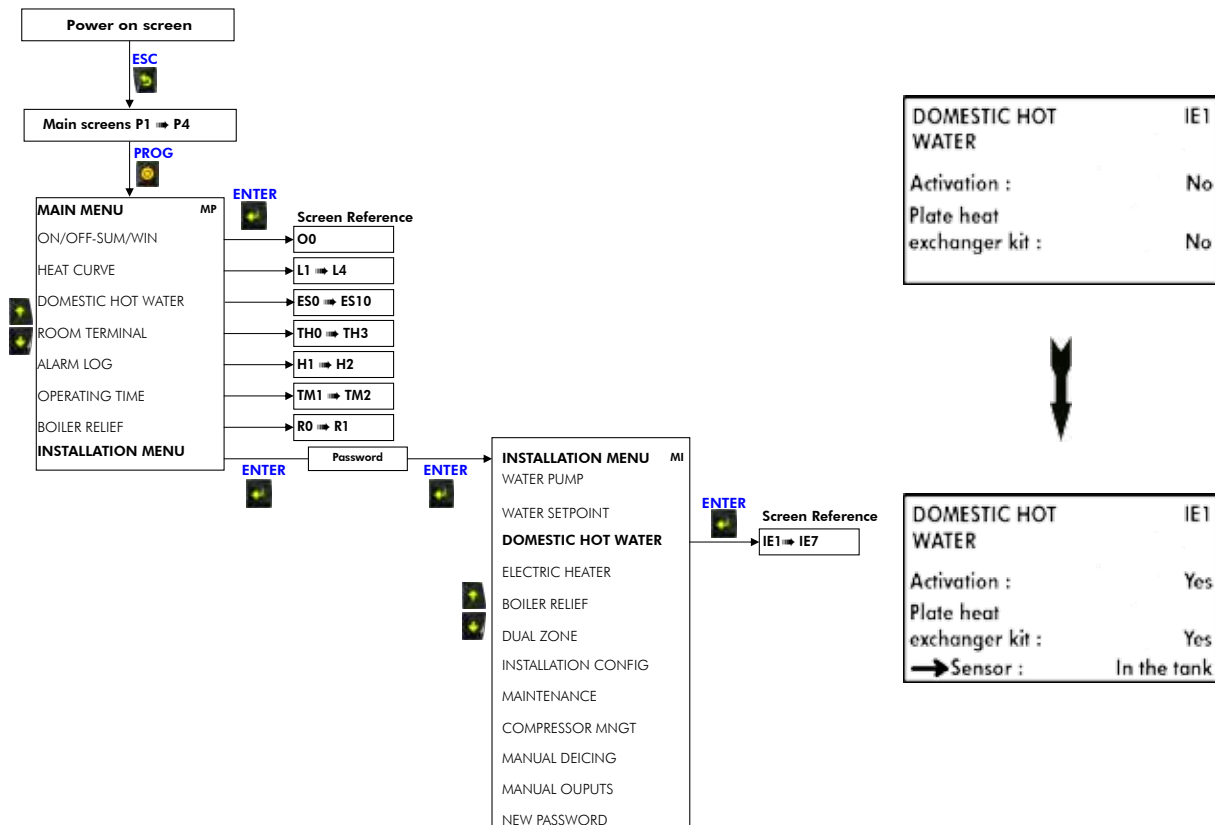 Power on screen
ESC
Main screens P1 ➠ P4
PROG
MAIN MENU MP
ENTER
Screen Reference
ON/OFF-SUM/WIN
O0
HEAT CURVE
L1 ➠ L4
DOMESTIC HOT WATER
ES0 ➠ ES10
ROOM TERMINAL
TH0 ➠ TH3
ALARM LOG
H1 ➠ H2
OPERATING TIME
TM1 ➠ TM2
BOILER RELIEF
R0 ➠ R1
INSTALLATION MENU
ENTER
Password
ENTER
INSTALLATION MENU MI
WATER PUMP
WATER SETPOINT
DOMESTIC HOT WATER
ENTER
Screen Reference
IE1 ➠ IE7
ELECTRIC HEATER
BOILER RELIEF
DUAL ZONE
INSTALLATION CONFIG
MAINTENANCE
COMPRESSOR MNGT
MANUAL DEICING
MANUAL OUPUTS
NEW PASSWORD
DOMESTIC HOT IE1
WATER
Activation : No
Plate heat
exchanger kit : No
DOMESTIC HOT IE1
WATER
Activation : Yes
Plate heat
exchanger kit : Yes
➔Sensor : In the tank